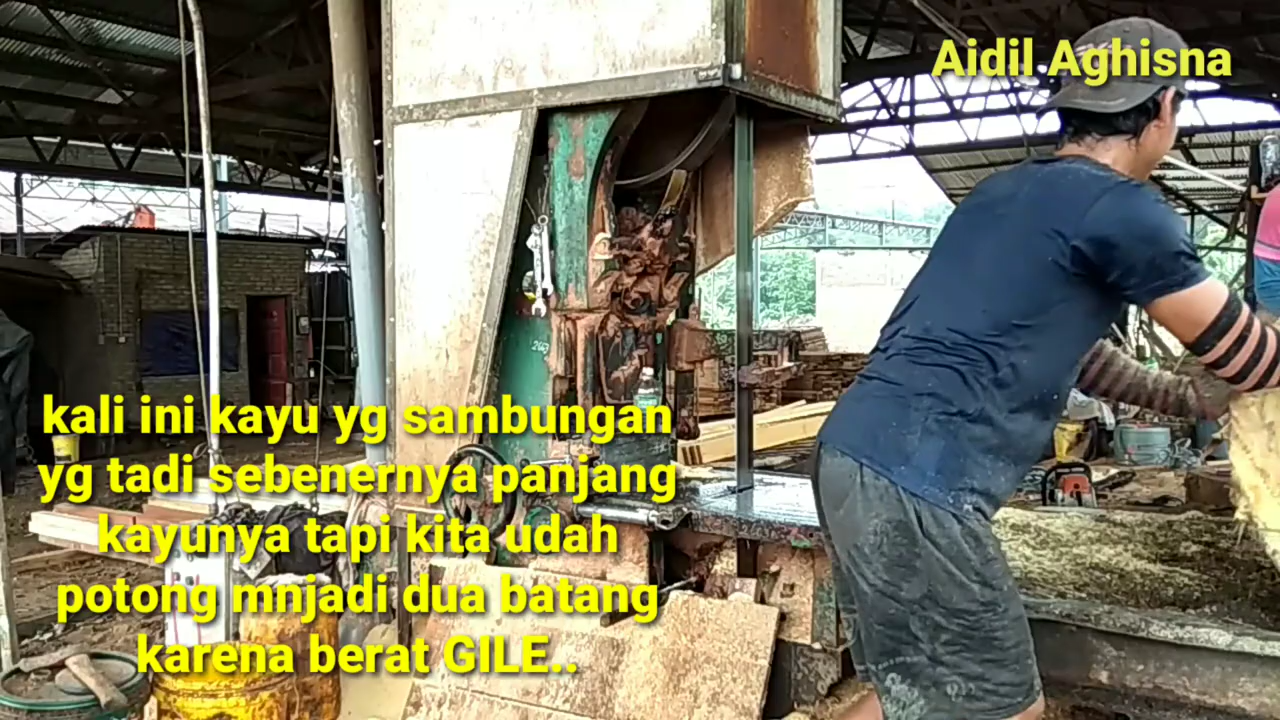 Aidil Aghisna
kali ini kayu yg sambungan
yg tadi sebenernya panjang
kayunya tapi kita udah
potong mnjadi dua batang
karena berat GILE..